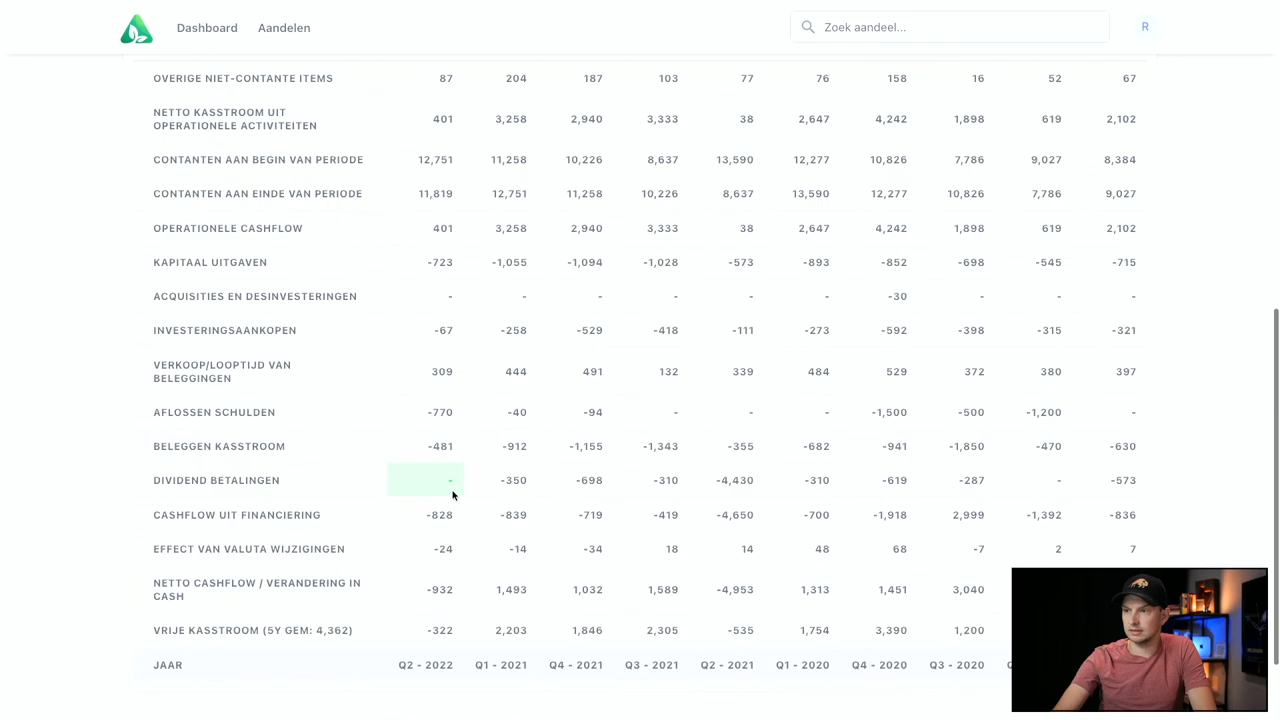 Dashboard Aandelen Zoek aandeel... R
OVERIGE NIET-CONTANTE ITEMS 87 204 187 103 77 76 158 16 52 67
NETTO KASSTROOM UIT
OPERATIONELE ACTIVITEITEN 401 3,258 2,940 3,333 38 2,647 4,242 1,898 619 2,102
CONTANTEN AAN BEGIN VAN PERIODE 12,751 11,258 10,226 8,637 13,590 12,277 10,826 7,786 9,027 8,384
CONTANTEN AAN EINDE VAN PERIODE 11,819 12,751 11,258 10,226 8,637 13,590 12,277 10,826 7,786 9,027
OPERATIONELE CASHFLOW 401 3,258 2,940 3,333 38 2,647 4,242 1,898 619 2,102
KAPITAAL UITGAVEN -723 -1,055 -1,094 -1,028 -573 -893 -852 -698 -545 -715
ACQUISITIES EN DESINVESTERINGEN - - - - - - -30 - - -
INVESTERINGSAANKOPEN -67 -258 -529 -418 -111 -273 -592 -398 -315 -321
VERKOOP/LOOPTIJD VAN
BELEGGINGEN 309 444 491 132 339 484 529 372 380 397
AFLOSSEN SCHULDEN -770 -40 -94 - - - -1,500 -500 -1,200 -
BELEGGEN KASSTROOM -481 -912 -1,155 -1,343 -355 -682 -941 -1,850 -470 -630
DIVIDEND BETALINGEN - -350 -698 -310 -4,430 -310 -619 -287 - -573
CASHFLOW UIT FINANCIERING -828 -839 -719 -419 -4,650 -700 -1,918 2,999 -1,392 -836
EFFECT VAN VALUTA WIJZIGINGEN -24 -14 -34 18 14 48 68 -7 2 7
NETTO CASHFLOW / VERANDERING IN
CASH -932 1,493 1,032 1,589 -4,953 1,313 1,451 3,040
VRIJE KASSTROOM (5Y GEM: 4,362) -322 2,203 1,846 2,305 -535 1,754 3,390 1,200
JAAR Q2 - 2022 Q1 - 2021 Q4 - 2021 Q3 - 2021 Q2 - 2021 Q1 - 2020 Q4 - 2020 Q3 - 2020